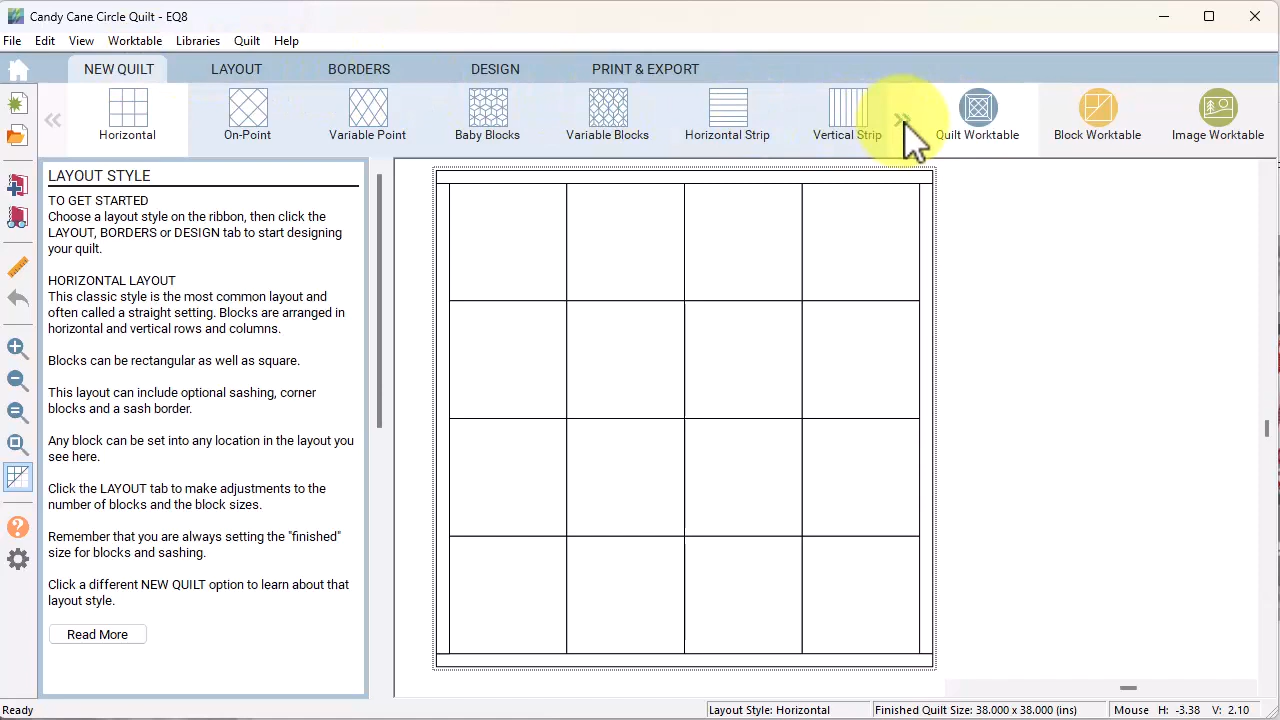 Candy Cane Circle Quilt - EQ8
File Edit View Worktable Libraries Quilt Help
NEW QUILT LAYOUT BORDERS DESIGN PRINT & EXPORT
Horizontal On-Point Variable Point Baby Blocks Variable Blocks Horizontal Strip Vertical Strip Quilt Worktable Block Worktable Image Worktable
LAYOUT STYLE
TO GET STARTED
Choose a layout style on the ribbon, then click the
LAYOUT, BORDERS or DESIGN tab to start designing
your quilt.
HORIZONTAL LAYOUT
This classic style is the most common layout and
often called a straight setting. Blocks are arranged in
horizontal and vertical rows and columns.
Blocks can be rectangular as well as square.
This layout can include optional sashing, corner
blocks and a sash border.
Any block can be set into any location in the layout you
see here.
Click the LAYOUT tab to make adjustments to the
number of blocks and the block sizes.
Remember that you are always setting the "finished"
size for blocks and sashing.
Click a different NEW QUILT option to learn about that
layout style.
Read More
Ready Layout Style: Horizontal Finished Quilt Size: 38.000 x 38.000 (ins) Mouse H: -3.38 V: 2.10